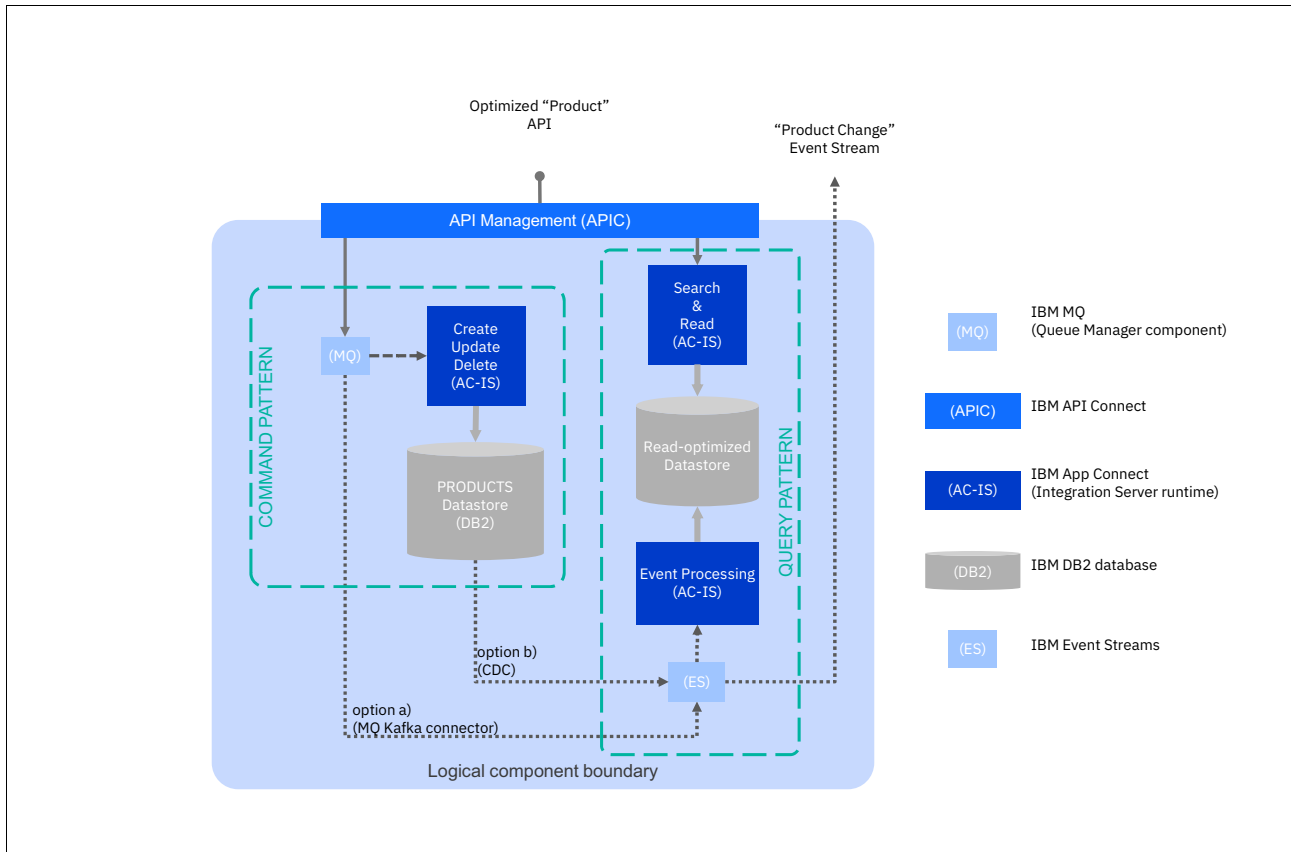 Optimized “Product”
API
“Product Change”
Event Stream
API Management (APIC)
COMMAND PATTERN
(MQ)
Create
Update
Delete
(AC-IS)
PRODUCTS
Datastore
(DB2)
Search
&
Read
(AC-IS)
Read-optimized
Datastore
QUERY PATTERN
Event Processing
(AC-IS)
option b)
(CDC)
(ES)
option a)
(MQ Kafka connector)
Logical component boundary
(MQ)
IBM MQ
(Queue Manager component)
(APIC)
IBM API Connect
(AC-IS)
IBM App Connect
(Integration Server runtime)
(DB2)
IBM DB2 database
(ES)
IBM Event Streams